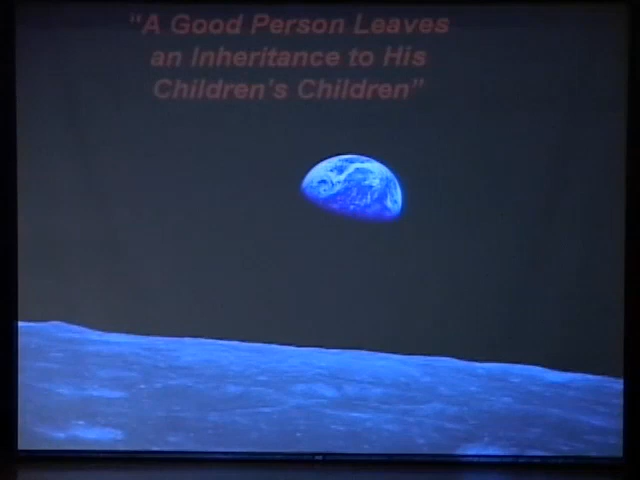 "A Good Person Leaves
an Inheritance to His
Children's Children"